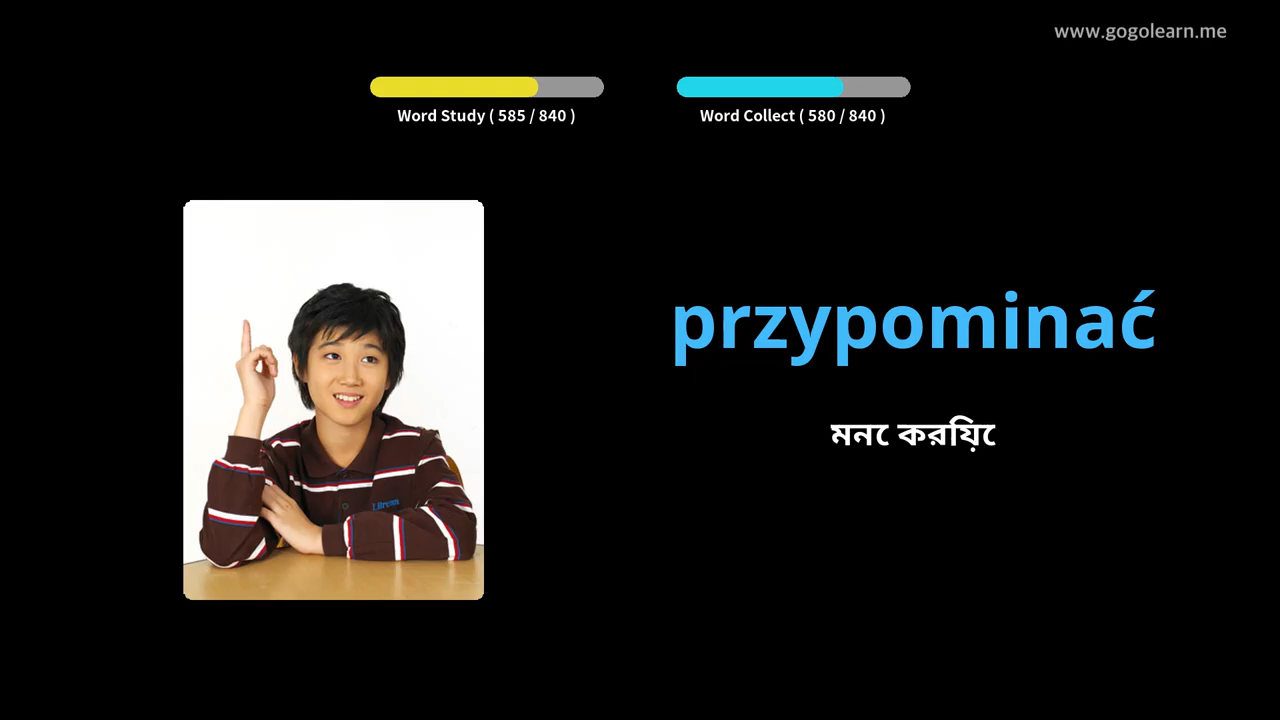 www.gogolearn.me
Word Study ( 585 / 840 )
Word Collect ( 580 / 840 )
przypominać
মনে করিয়ে